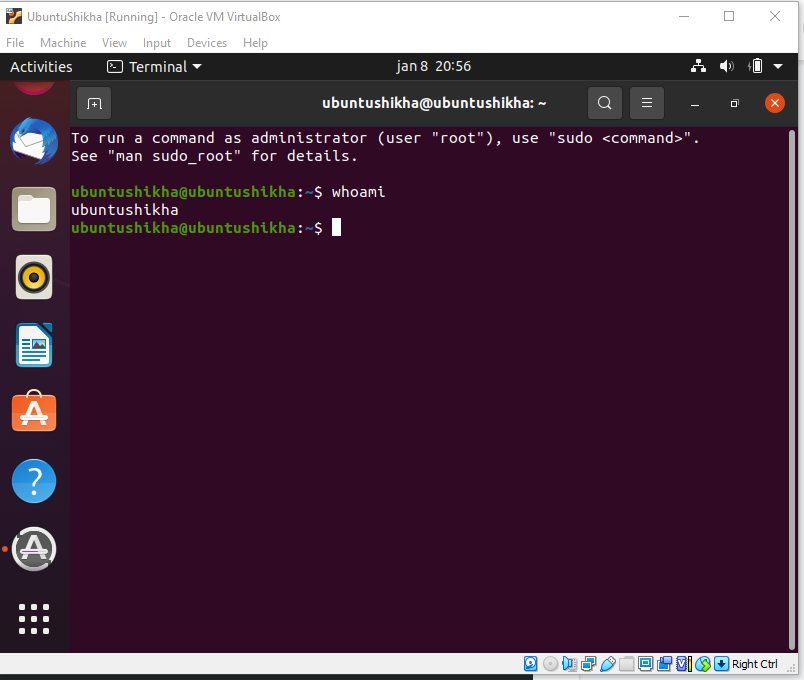 UbuntuShikha [Running] - Oracle VM VirtualBox
File Machine View Input Devices Help
Activities Terminal jan 8 20:56
ubuntushikha@ubuntushikha: ~
To run a command as administrator (user "root"), use "sudo <command>".
See "man sudo_root" for details.
ubuntushikha@ubuntushikha:~$ whoami
ubuntushikha
ubuntushikha@ubuntushikha:~$
Right Ctrl